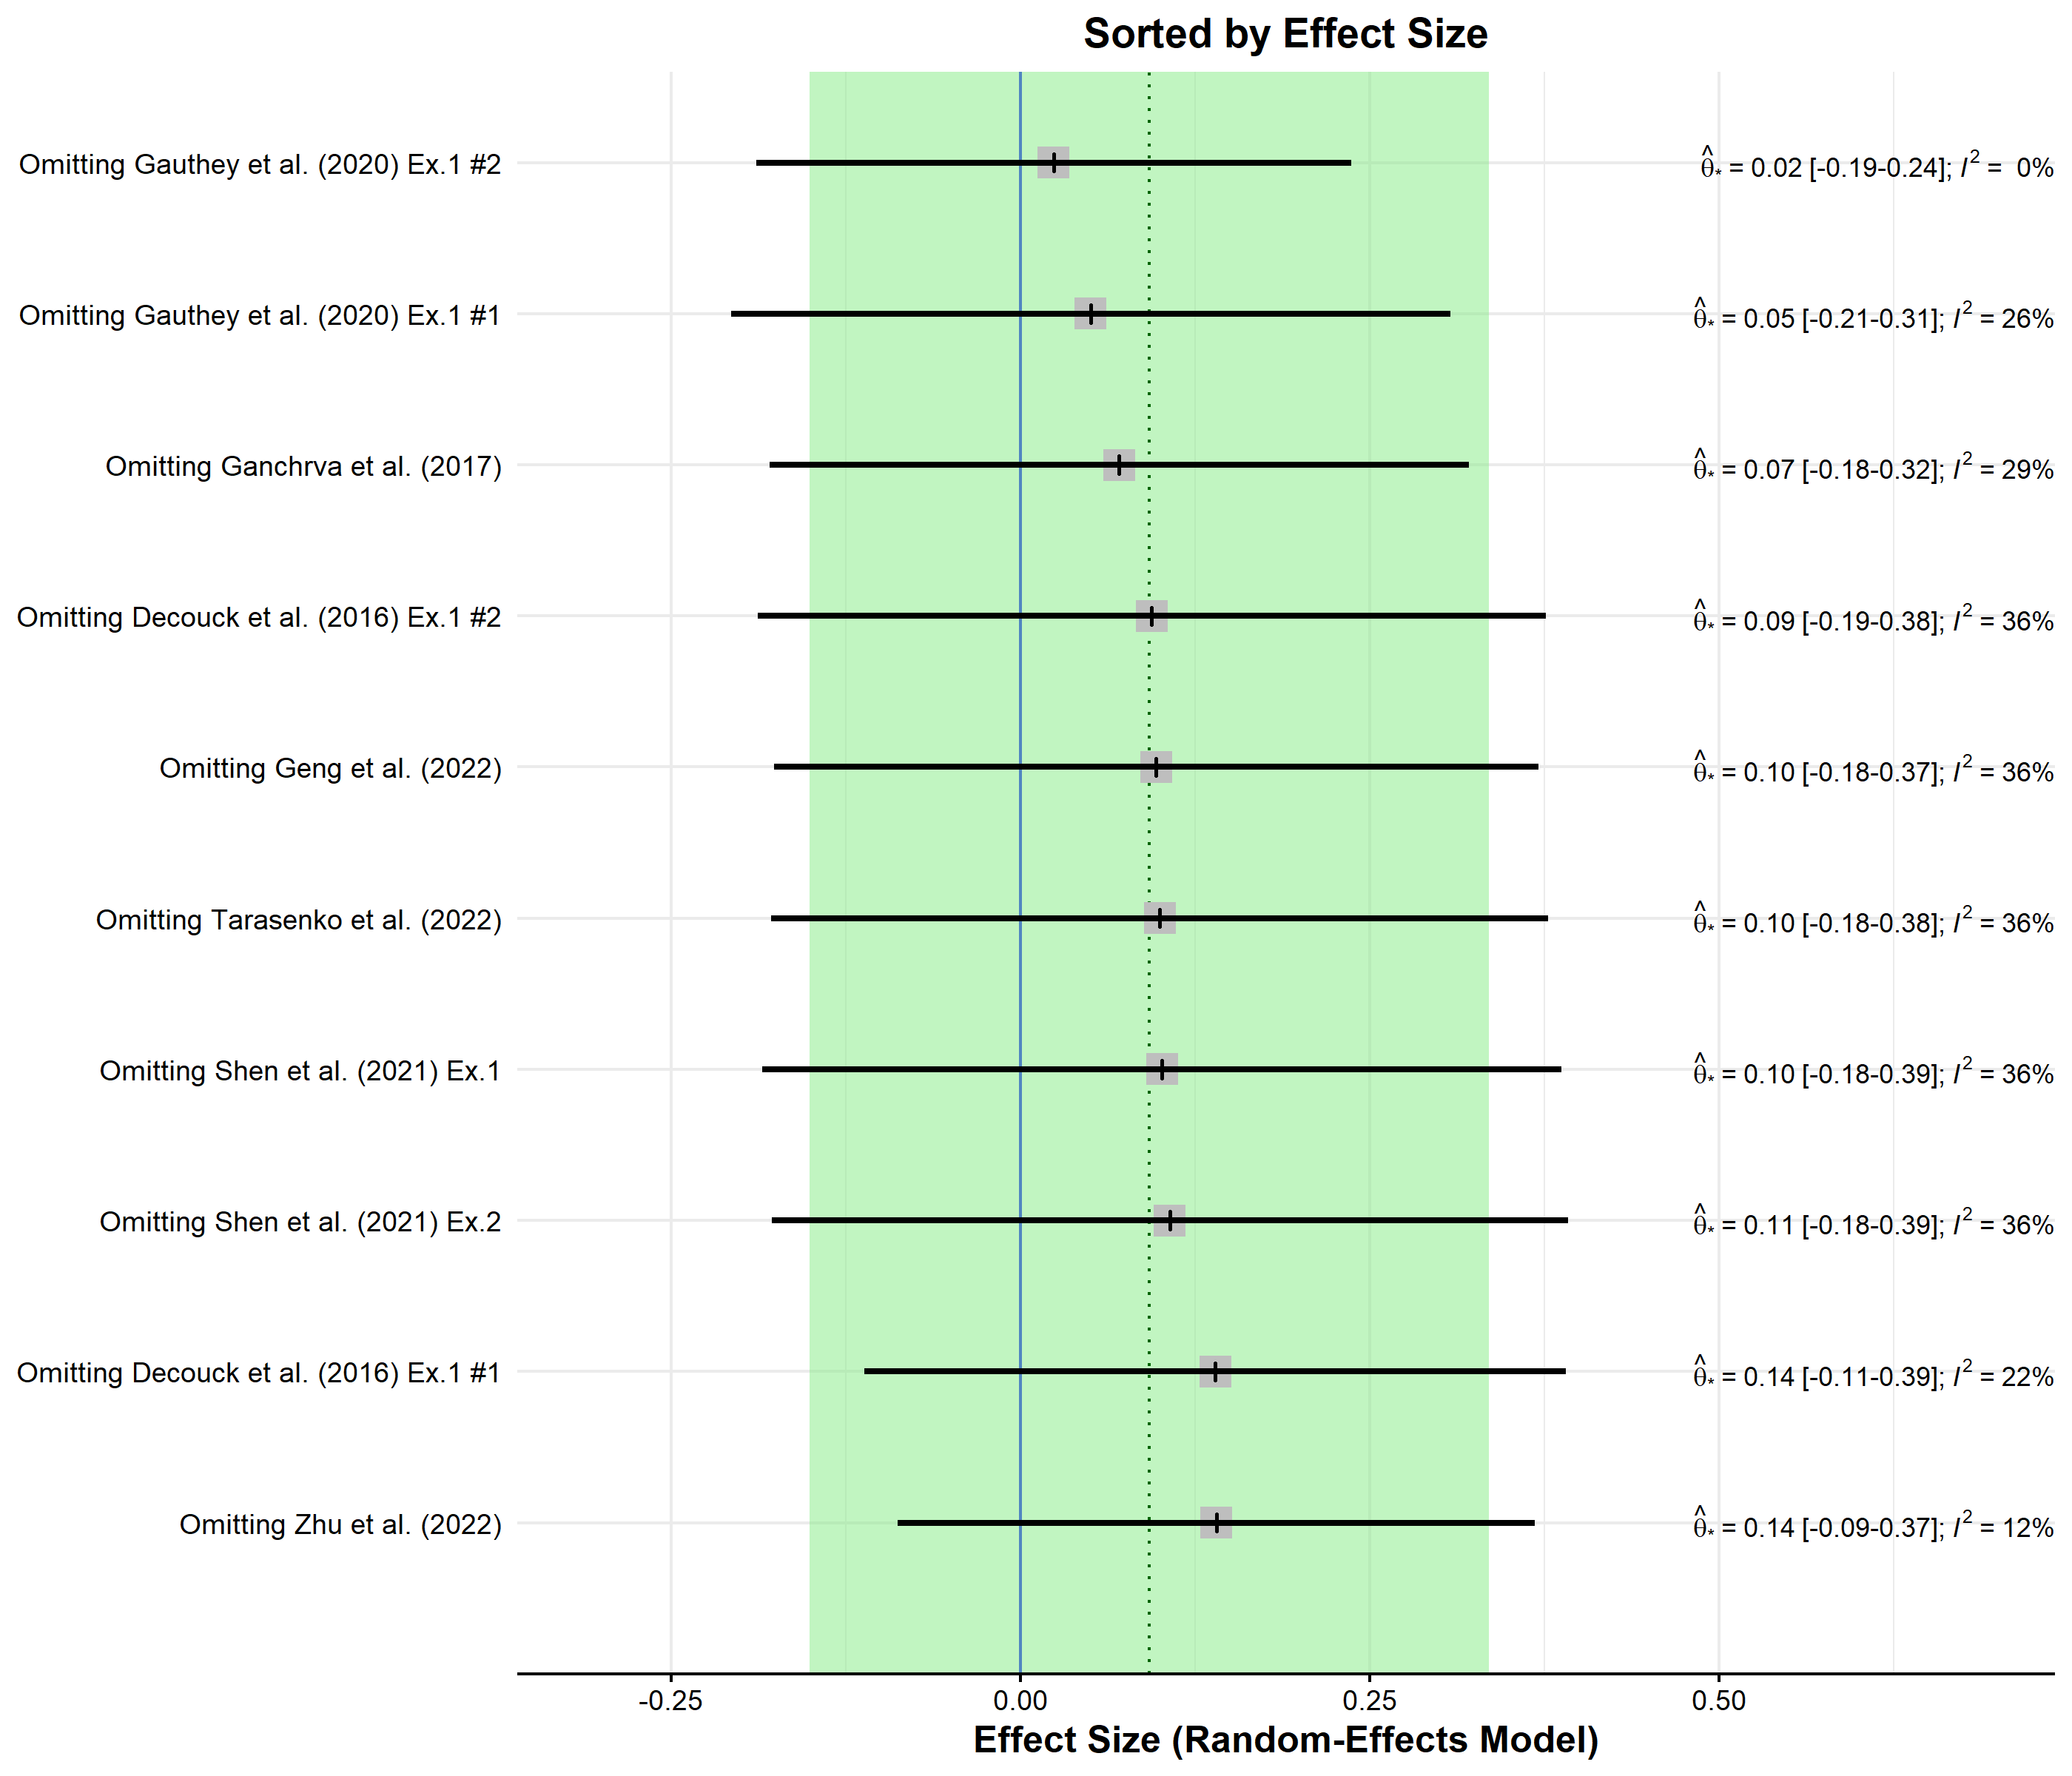 Sorted by Effect Size
Omitting Gauthey et al. (2020) Ex.1 #2 θ̂* = 0.02 [-0.19-0.24]; I² = 0%
Omitting Gauthey et al. (2020) Ex.1 #1 θ̂* = 0.05 [-0.21-0.31]; I² = 26%
Omitting Ganchrva et al. (2017) θ̂* = 0.07 [-0.18-0.32]; I² = 29%
Omitting Decouck et al. (2016) Ex.1 #2 θ̂* = 0.09 [-0.19-0.38]; I² = 36%
Omitting Geng et al. (2022) θ̂* = 0.10 [-0.18-0.37]; I² = 36%
Omitting Tarasenko et al. (2022) θ̂* = 0.10 [-0.18-0.38]; I² = 36%
Omitting Shen et al. (2021) Ex.1 θ̂* = 0.10 [-0.18-0.39]; I² = 36%
Omitting Shen et al. (2021) Ex.2 θ̂* = 0.11 [-0.18-0.39]; I² = 36%
Omitting Decouck et al. (2016) Ex.1 #1 θ̂* = 0.14 [-0.11-0.39]; I² = 22%
Omitting Zhu et al. (2022) θ̂* = 0.14 [-0.09-0.37]; I² = 12%
-0.25 0.00 0.25 0.50
Effect Size (Random-Effects Model)